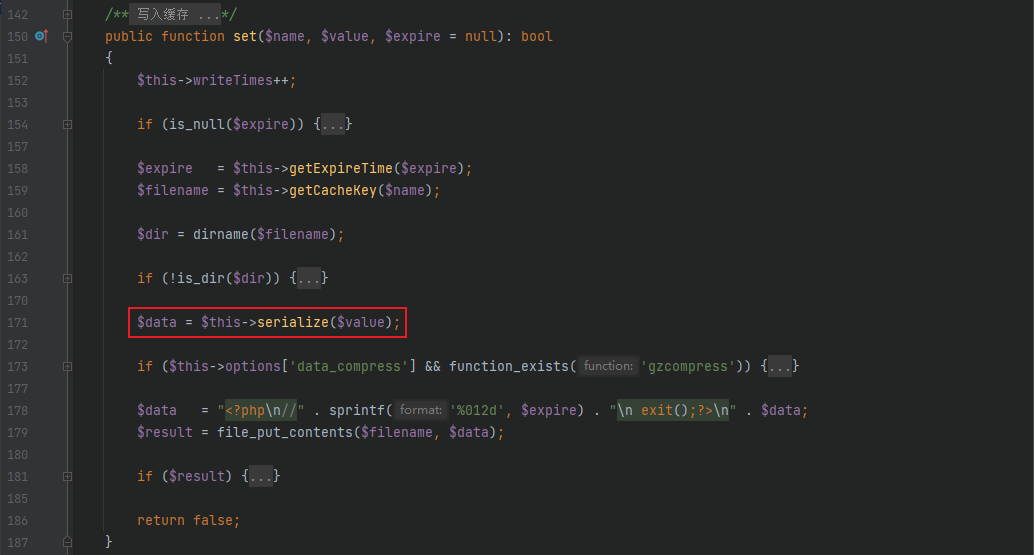 142 /** 写入缓存 ...*/
150 public function set($name, $value, $expire = null): bool
151 {
152 $this->writeTimes++;
153
154 if (is_null($expire)) {...}
157
158 $expire   = $this->getExpireTime($expire);
159 $filename = $this->getCacheKey($name);
160
161 $dir = dirname($filename);
162
163 if (!is_dir($dir)) {...}
170
171 $data = $this->serialize($value);
172
173 if ($this->options['data_compress'] && function_exists( function: 'gzcompress')) {...}
177
178 $data   = "<?php\n//" . sprintf( format: '%012d', $expire) . "\n exit();?>\n" . $data;
179 $result = file_put_contents($filename, $data);
180
181 if ($result) {...}
185
186 return false;
187 }